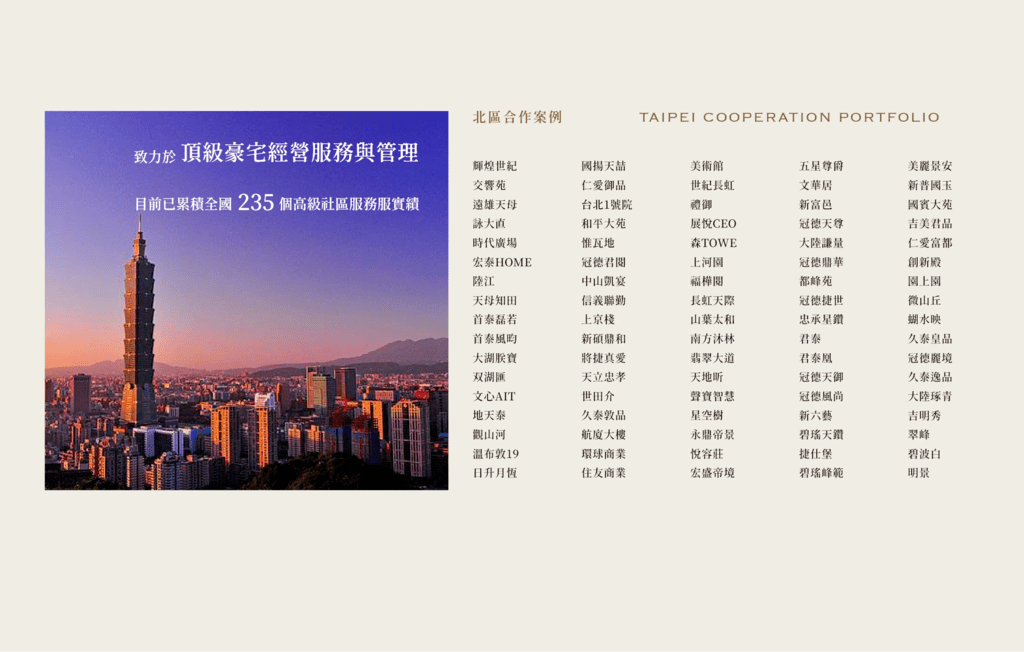 致力於 頂級豪宅經營服務與管理
目前已累積全國 235 個高級社區服務服實績
北區合作案例 TAIPEI COOPERATION PORTFOLIO
輝煌世紀 國揚天喆 美術館 五星尊爵 美麗景安
交響苑 仁愛御品 世紀長虹 文華居 新普國玉
遠雄天母 台北1號院 禮御 新富邑 國賓大苑
詠大直 和平大苑 展悅CEO 冠德天尊 吉美君品
時代廣場 惟瓦地 森TOWE 大陸謙量 仁愛富都
宏泰HOME 冠德君閱 上河園 冠德鼎華 創新殿
陸江 中山凱宴 福樺閱 都峰苑 園上園
天母知田 信義聯勤 長虹天際 冠德捷世 微山丘
首泰磊若 上京棧 山葉太和 忠承星鑽 蝴水映
首泰風昀 新碩鼎和 南方沐林 君泰 久泰皇品
大湖朕寶 將捷真愛 翡翠大道 君泰凰 冠德麗境
双湖匯 天立忠孝 天地昕 冠德天御 久泰逸品
文心AIT 世田介 聲寶智慧 冠德風尚 大陸琢青
地天泰 久泰敦品 星空樹 新六藝 吉明秀
觀山河 航廈大樓 永鼎帝景 碧瑤天鑽 翠峰
溫布敦19 環球商業 悅容莊 捷仕堡 碧波白
日升月恆 住友商業 宏盛帝境 碧瑤峰範 明景